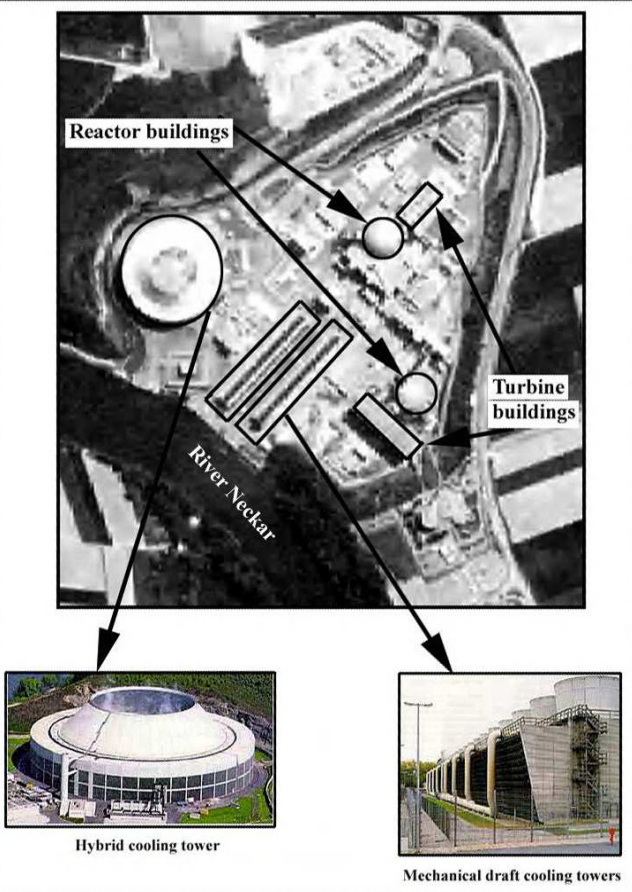 Reactor buildings
Turbine
buildings
River Neckar
Hybrid cooling tower
Mechanical draft cooling towers